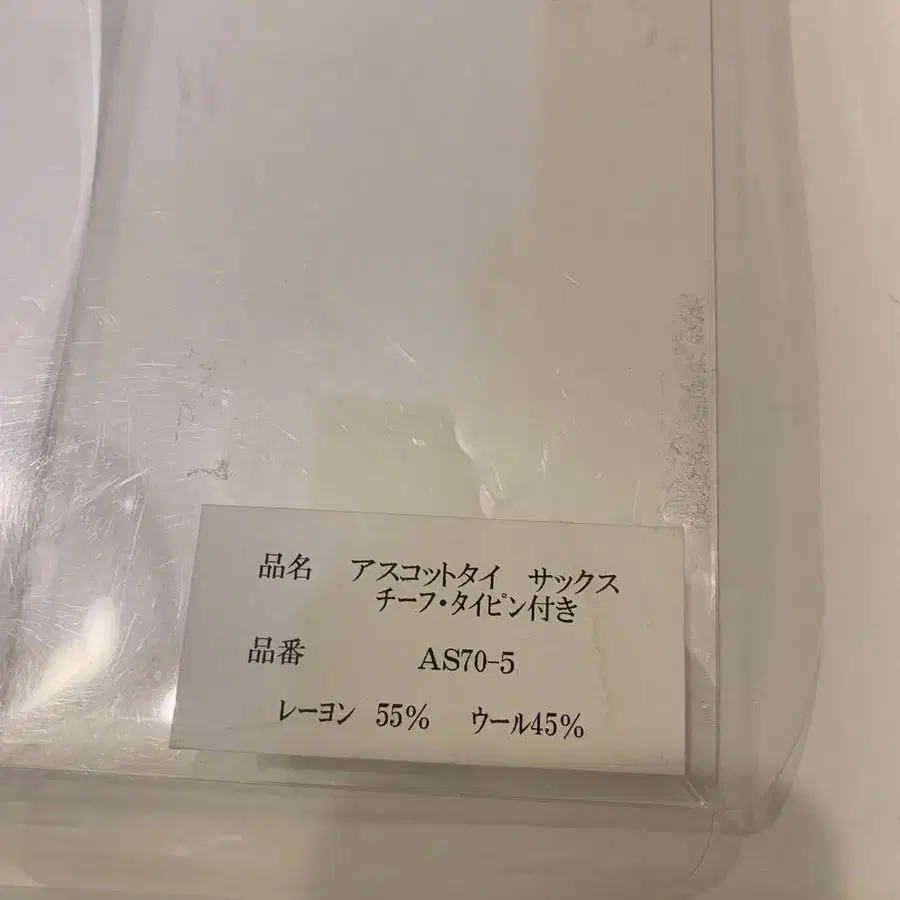 品名 アスコットタイ サックス
チーフ・タイピン付き
品番 AS70-5
レーヨン 55% ウール45%